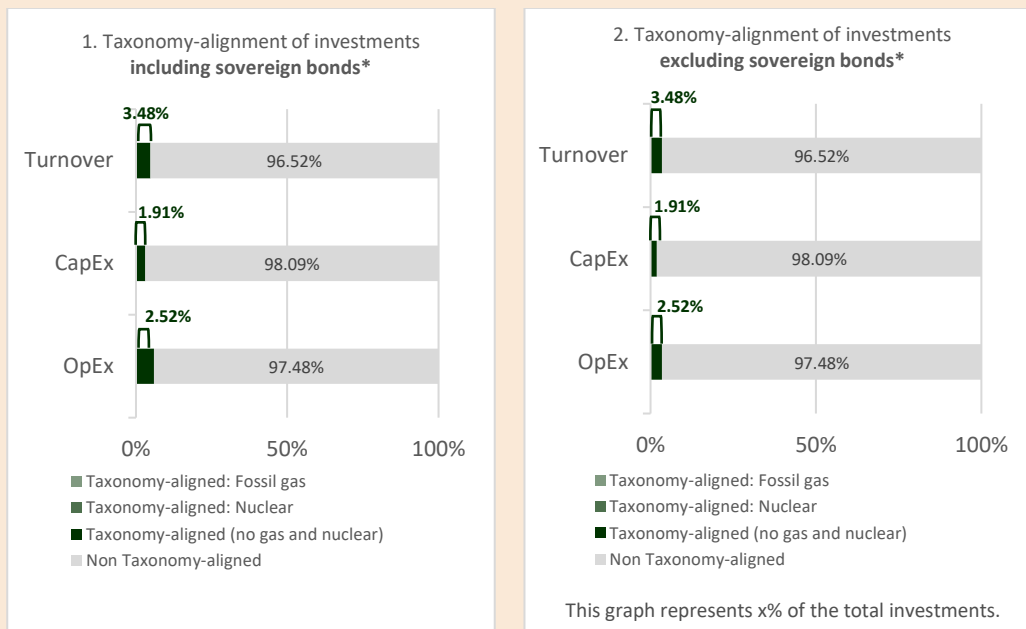 1. Taxonomy-alignment of investments
including sovereign bonds*
3.48%
Turnover
96.52%
1.91%
CapEx
98.09%
2.52%
OpEx
97.48%
0%
50%
100%
Taxonomy-aligned: Fossil gas
Taxonomy-aligned: Nuclear
Taxonomy-aligned (no gas and nuclear)
Non Taxonomy-aligned
2. Taxonomy-alignment of investments
excluding sovereign bonds*
3.48%
Turnover
96.52%
1.91%
CapEx
98.09%
2.52%
OpEx
97.48%
0%
50%
100%
Taxonomy-aligned: Fossil gas
Taxonomy-aligned: Nuclear
Taxonomy-aligned (no gas and nuclear)
Non Taxonomy-aligned
This graph represents x% of the total investments.